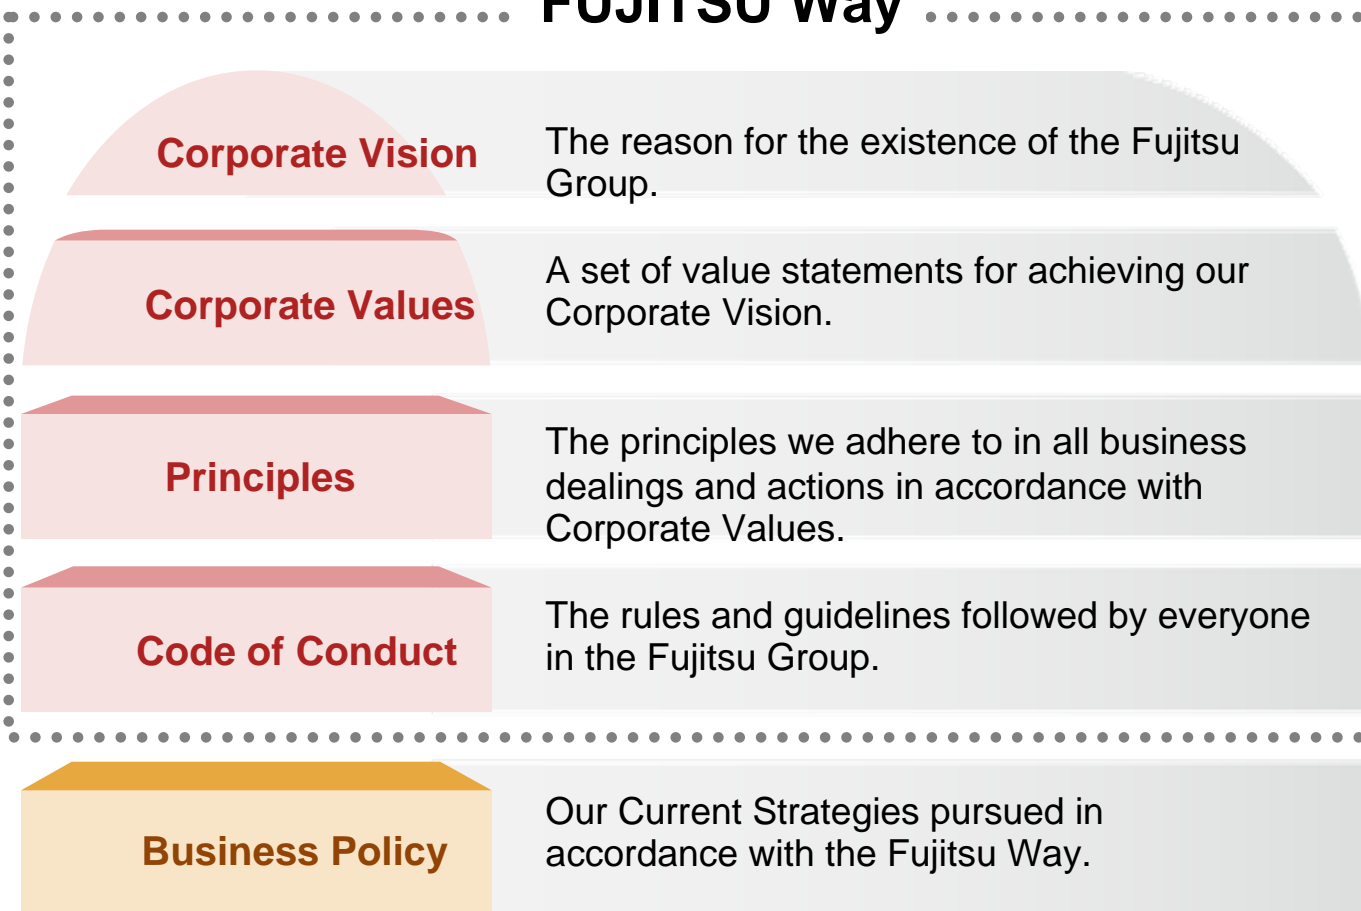 FUJITSU Way
Corporate Vision
The reason for the existence of the Fujitsu
Group.
Corporate Values
A set of value statements for achieving our
Corporate Vision.
Principles
The principles we adhere to in all business
dealings and actions in accordance with
Corporate Values.
Code of Conduct
The rules and guidelines followed by everyone
in the Fujitsu Group.
Business Policy
Our Current Strategies pursued in
accordance with the Fujitsu Way.